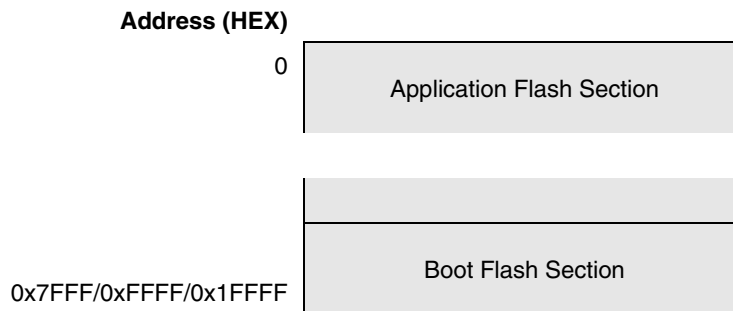 Address (HEX)
0
Application Flash Section
Boot Flash Section
0x7FFF/0xFFFF/0x1FFFF